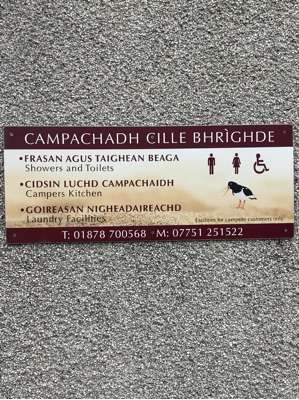 CAMPACHADH CILLE BHRÌGHDE
•FRASAN AGUS TAIGHEAN BEAGA
Showers and Toilets
•CIDSIN LUCHD CAMPACHAIDH
Campers Kitchen
•GOIREASAN NIGHEADAIREACHD
Laundry Facilities
Facilities for campsite customers only
T: 01878 700568 • M: 07751 251522